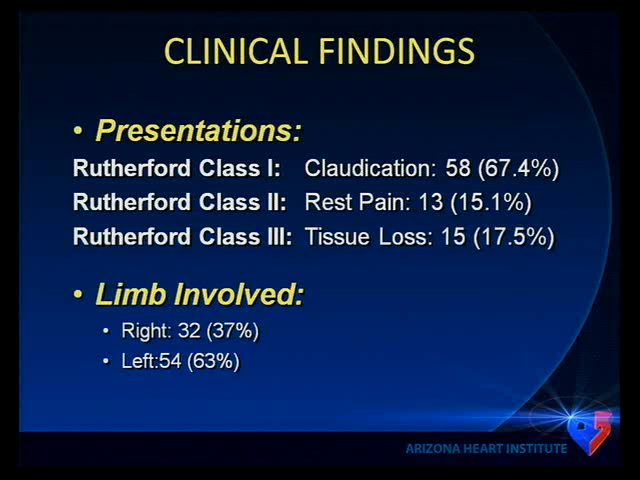 CLINICAL FINDINGS
• Presentations:
Rutherford Class I: Claudication: 58 (67.4%)
Rutherford Class II: Rest Pain: 13 (15.1%)
Rutherford Class III: Tissue Loss: 15 (17.5%)
• Limb Involved:
• Right: 32 (37%)
• Left:54 (63%)
ARIZONA HEART INSTITUTE